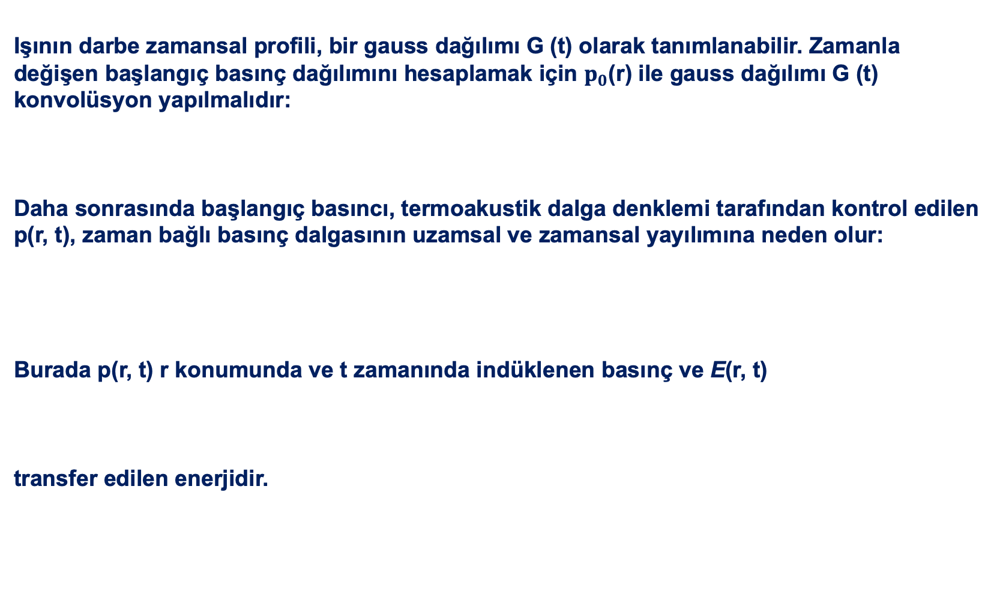 Işının darbe zamansal profili, bir gauss dağılımı G (t) olarak tanımlanabilir. Zamanla
değişen başlangıç basınç dağılımını hesaplamak için p₀(r) ile gauss dağılımı G (t)
konvolüsyon yapılmalıdır:
Daha sonrasında başlangıç basıncı, termoakustik dalga denklemi tarafından kontrol edilen
p(r, t), zaman bağlı basınç dalgasının uzamsal ve zamansal yayılımına neden olur:
Burada p(r, t) r konumunda ve t zamanında indüklenen basınç ve E(r, t)
transfer edilen enerjidir.